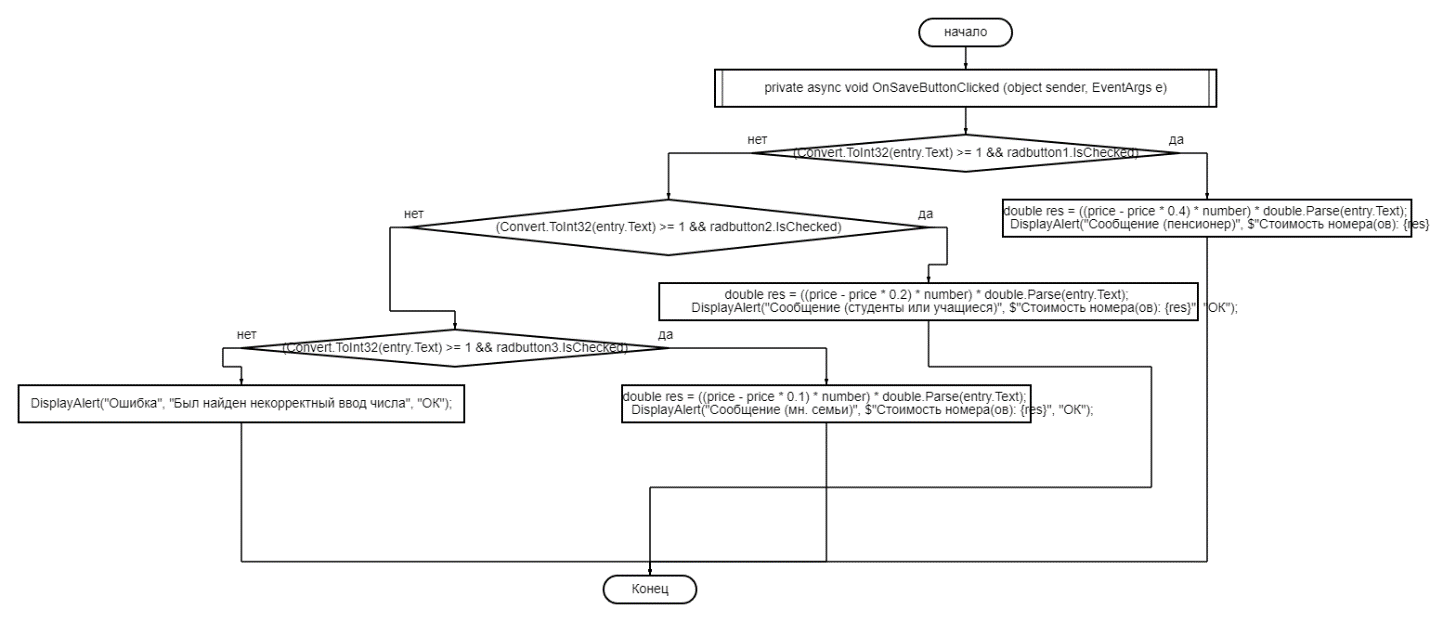 начало
private async void OnSaveButtonClicked (object sender, EventArgs e)
нет
да
(Convert.ToInt32(entry.Text) >= 1 && radbutton1.IsChecked)
double res = ((price - price * 0.4) * number) * double.Parse(entry.Text);
DisplayAlert("Сообщение (пенсионер)", $"Стоимость номера(ов): {res}
нет
да
(Convert.ToInt32(entry.Text) >= 1 && radbutton2.IsChecked)
double res = ((price - price * 0.2) * number) * double.Parse(entry.Text);
DisplayAlert("Сообщение (студенты или учащиеся)", $"Стоимость номера(ов): {res}", "ОК");
нет
да
(Convert.ToInt32(entry.Text) >= 1 && radbutton3.IsChecked)
DisplayAlert("Ошибка", "Был найден некорректный ввод числа", "ОК");
double res = ((price - price * 0.1) * number) * double.Parse(entry.Text);
DisplayAlert("Сообщение (мн. семьи)", $"Стоимость номера(ов): {res}", "ОК");
Конец